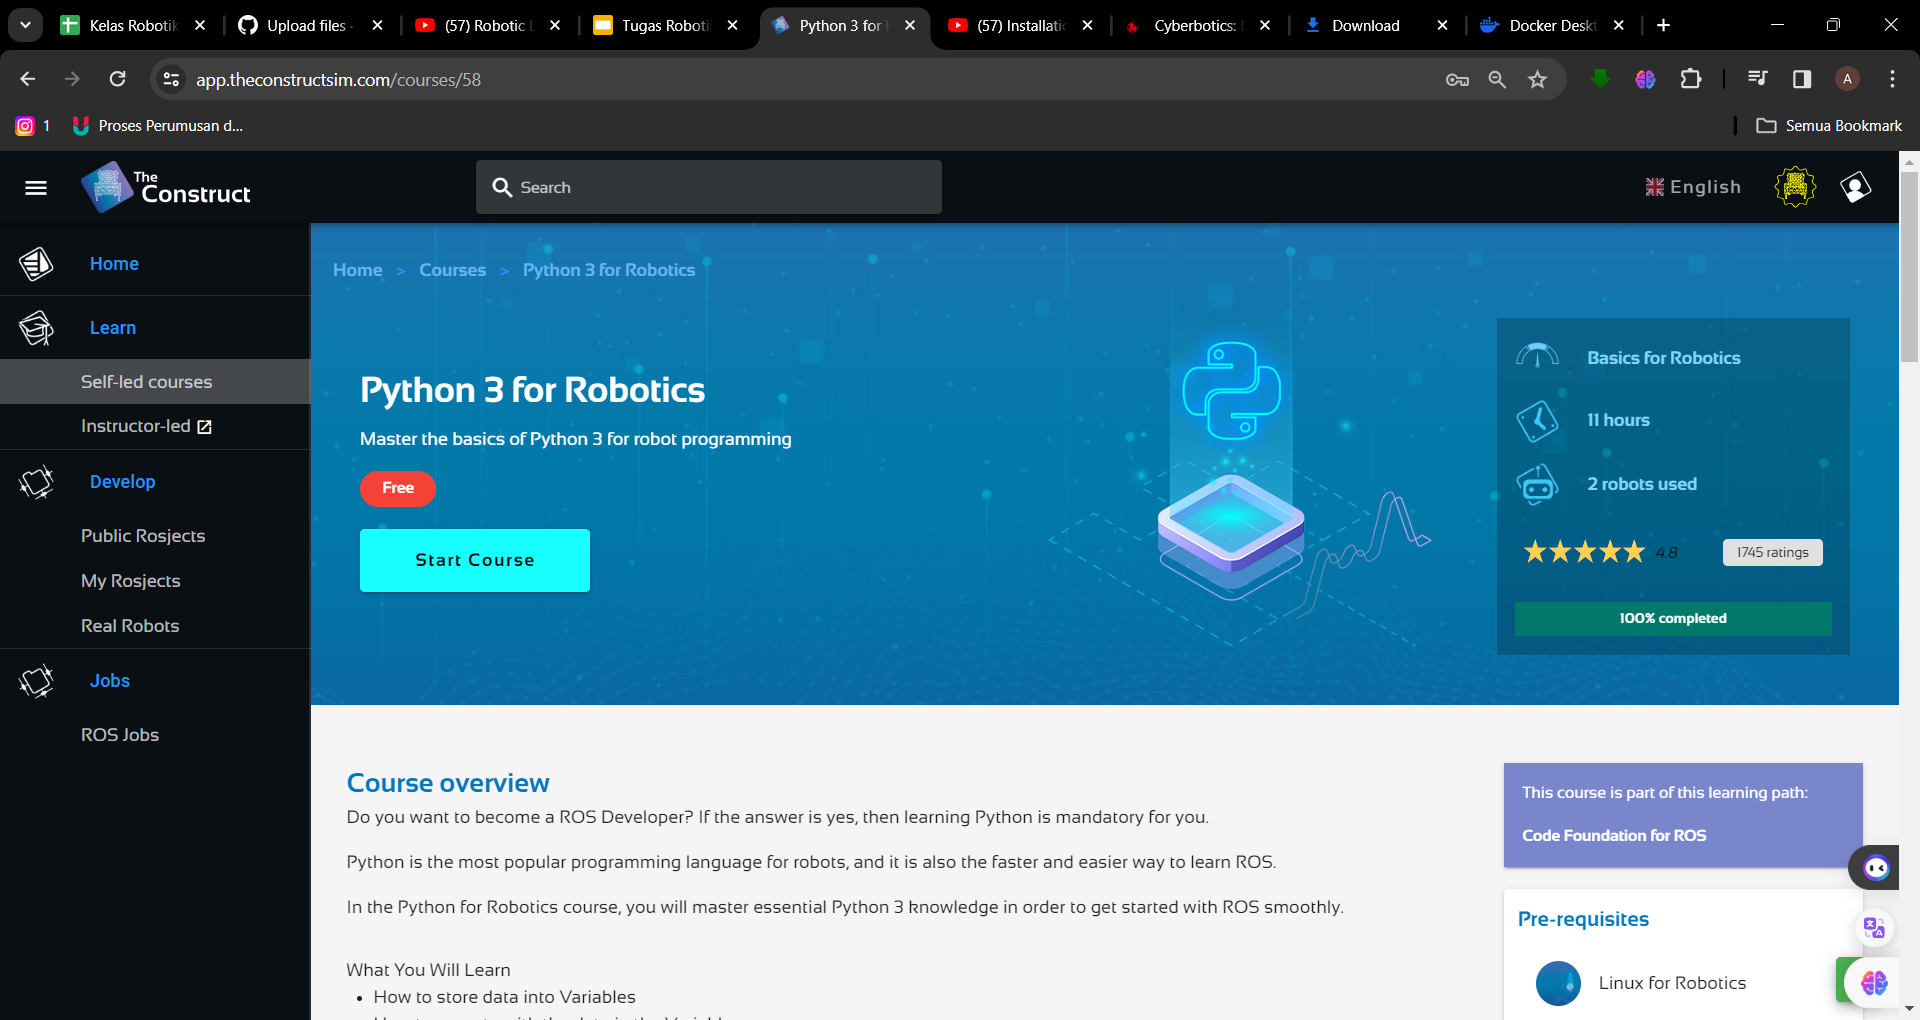 Kelas Robotik
Upload files
(57) Robotic
Tugas Roboti
Python 3 for
(57) Installatio
Cyberbotics:
Download
Docker Deskt
app.theconstructsim.com/courses/58
A
1
Proses Perumusan d...
Semua Bookmark
The
Construct
Search
English
Home
Learn
Self-led courses
Instructor-led
Develop
Public Rosjects
My Rosjects
Real Robots
Jobs
ROS Jobs
Home > Courses > Python 3 for Robotics
Python 3 for Robotics
Master the basics of Python 3 for robot programming
Free
Start Course
Basics for Robotics
11 hours
2 robots used
4.8
1745 ratings
100% completed
Course overview
Do you want to become a ROS Developer? If the answer is yes, then learning Python is mandatory for you.
Python is the most popular programming language for robots, and it is also the faster and easier way to learn ROS.
In the Python for Robotics course, you will master essential Python 3 knowledge in order to get started with ROS smoothly.
What You Will Learn
• How to store data into Variables
This course is part of this learning path:
Code Foundation for ROS
Pre-requisites
Linux for Robotics